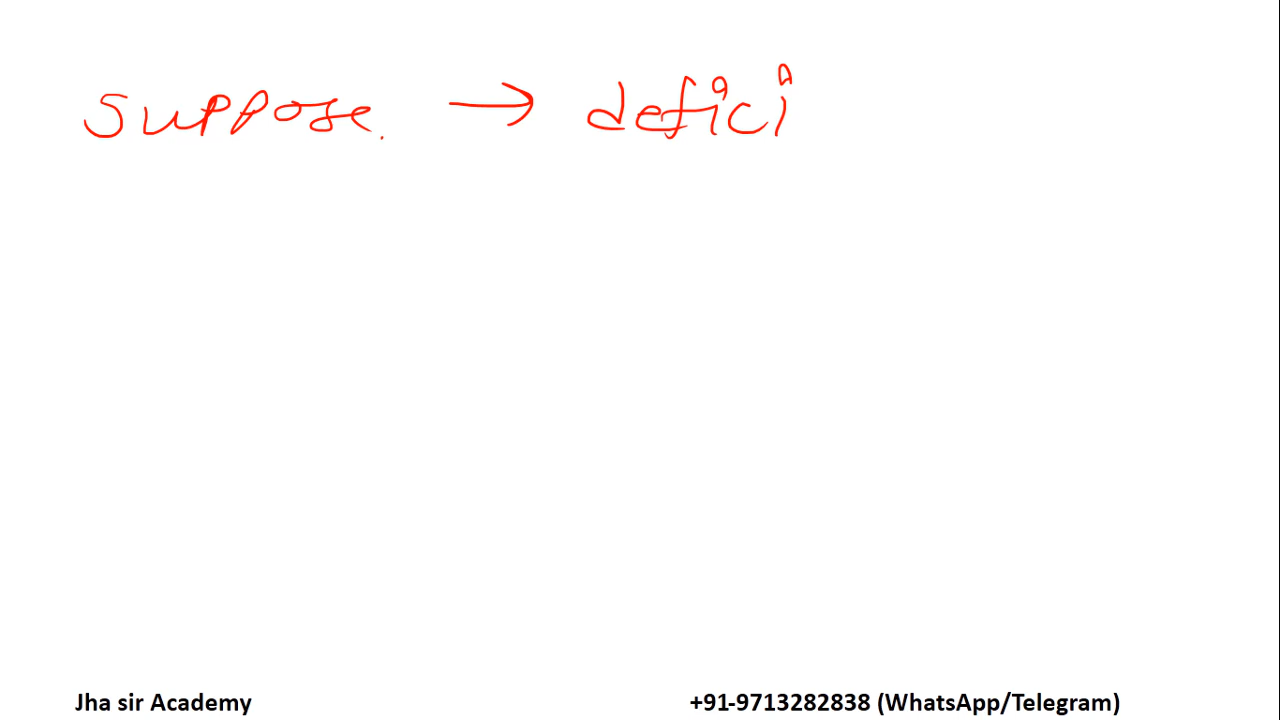 suppose. → defici
Jha sir Academy +91-9713282838 (WhatsApp/Telegram)